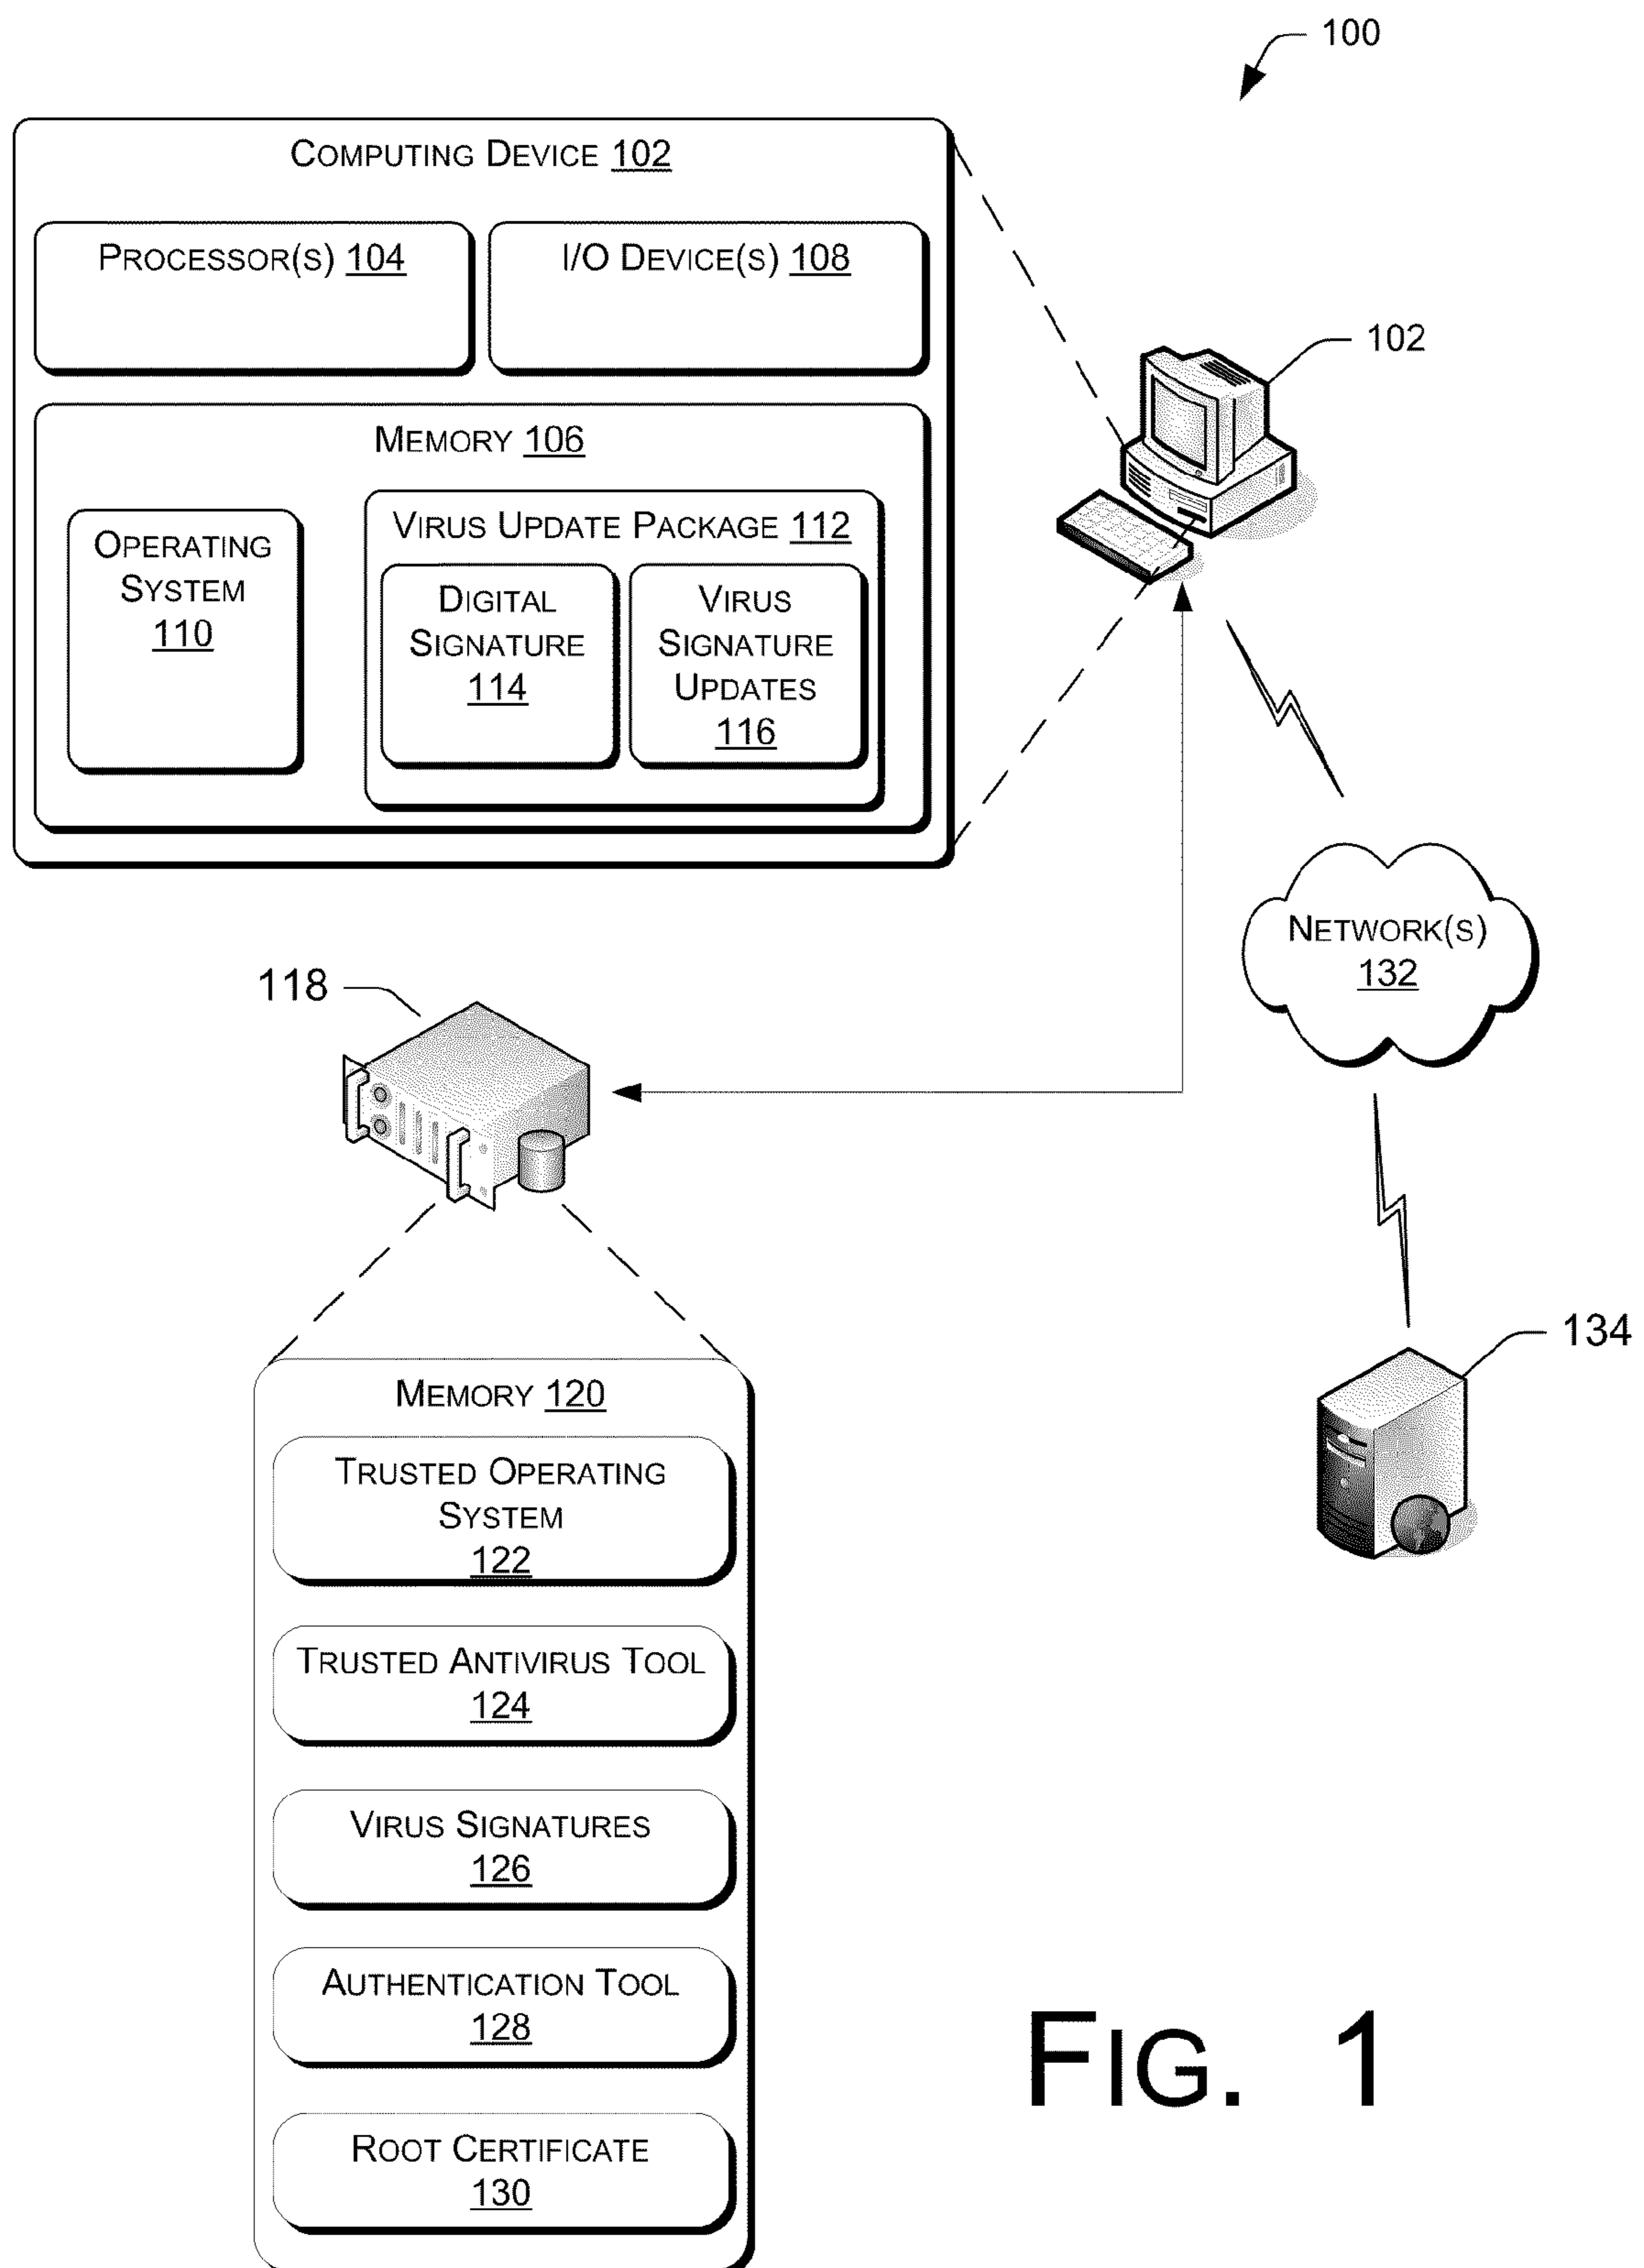 100
COMPUTING DEVICE 102
PROCESSOR(S) 104
I/O DEVICE(S) 108
102
MEMORY 106
OPERATING
SYSTEM
110
VIRUS UPDATE PACKAGE 112
DIGITAL
SIGNATURE
114
VIRUS
SIGNATURE
UPDATES
116
NETWORK(S)
132
118
134
MEMORY 120
TRUSTED OPERATING
SYSTEM
122
TRUSTED ANTIVIRUS TOOL
124
VIRUS SIGNATURES
126
AUTHENTICATION TOOL
128
ROOT CERTIFICATE
130
FIG. 1